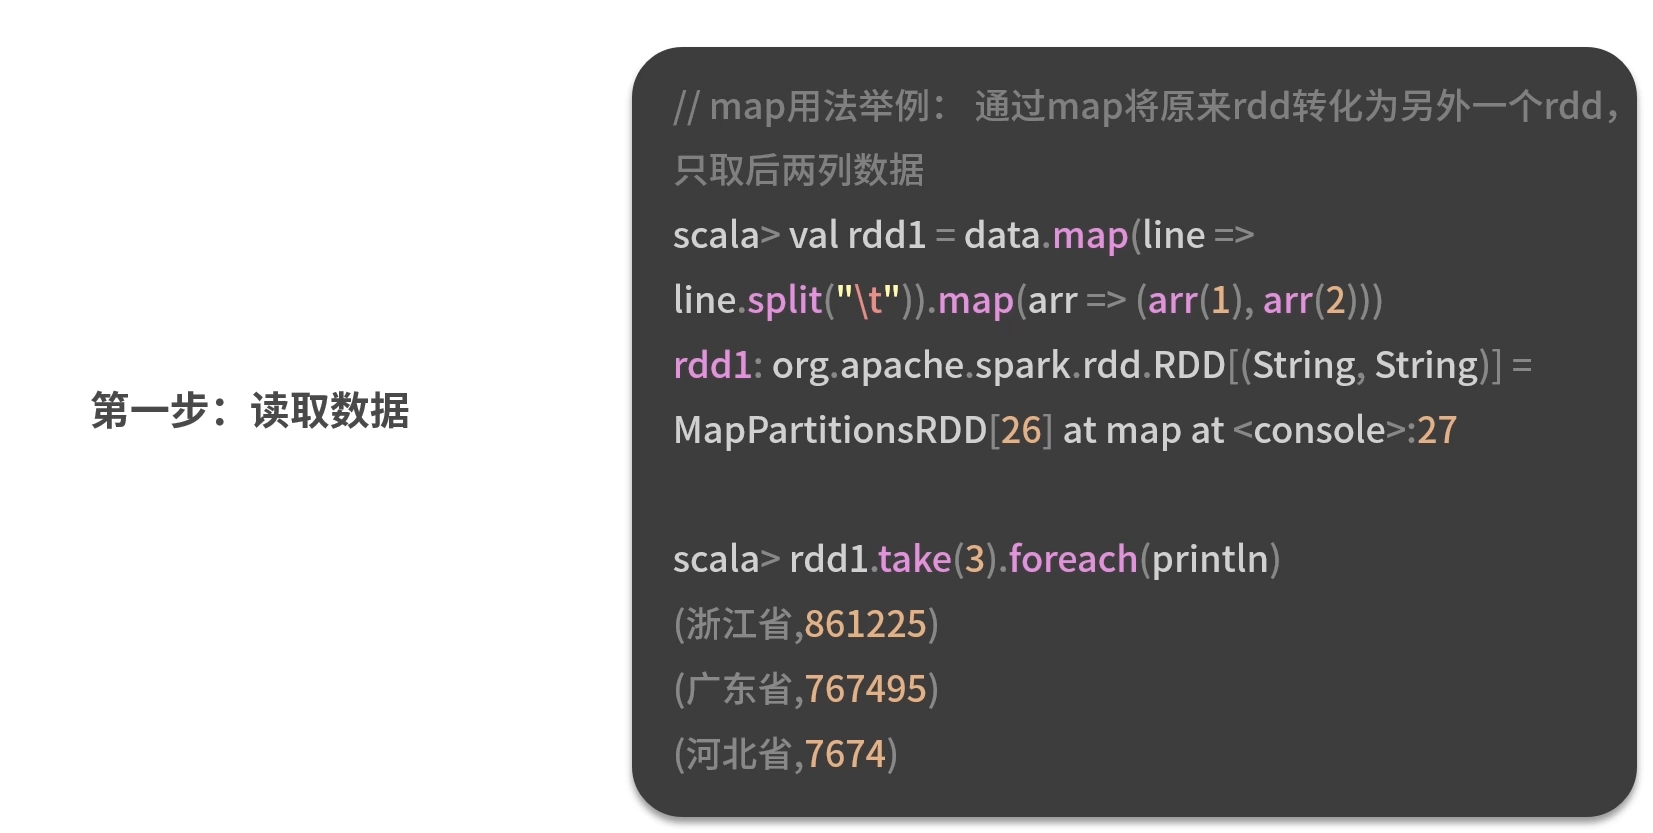 第一步：读取数据
// map用法举例： 通过map将原来rdd转化为另外一个rdd，
只取后两列数据
scala> val rdd1 = data.map(line =>
line.split("\t")).map(arr => (arr(1), arr(2)))
rdd1: org.apache.spark.rdd.RDD[(String, String)] =
MapPartitionsRDD[26] at map at <console>:27
scala> rdd1.take(3).foreach(println)
(浙江省,861225)
(广东省,767495)
(河北省,7674)